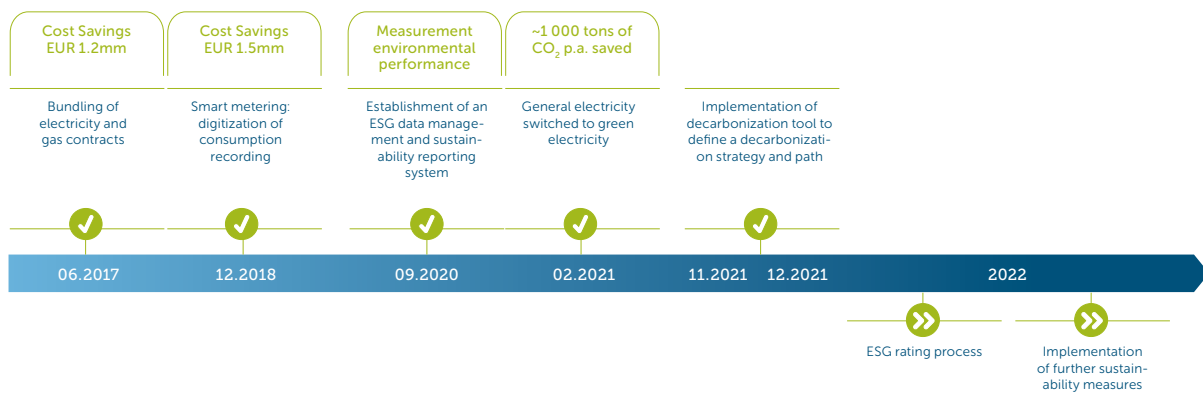 Cost Savings
EUR 1.2mm
Bundling of
electricity and
gas contracts
Cost Savings
EUR 1.5mm
Smart metering:
digitization of
consumption
recording
Measurement
environmental
performance
Establishment of an
ESG data manage-
ment and sustain-
ability reporting
system
~1 000 tons of
CO₂ p.a. saved
General electricity
switched to green
electricity
Implementation of
decarbonization tool to
define a decarbonizati-
on strategy and path
06.2017
12.2018
09.2020
02.2021
11.2021
12.2021
2022
ESG rating process
Implementation
of further sustain-
ability measures